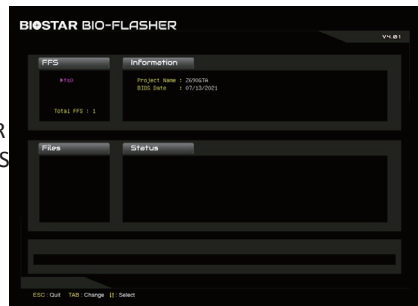 BIOSTAR BIO-FLASHER
V4.01
FFS
Information
fs0
Project Name : Z690GTA
BIOS Date : 07/13/2021
Total FFS : 1
R
S
Files
Status
ESC : Quit TAB : Change ↕ : Select